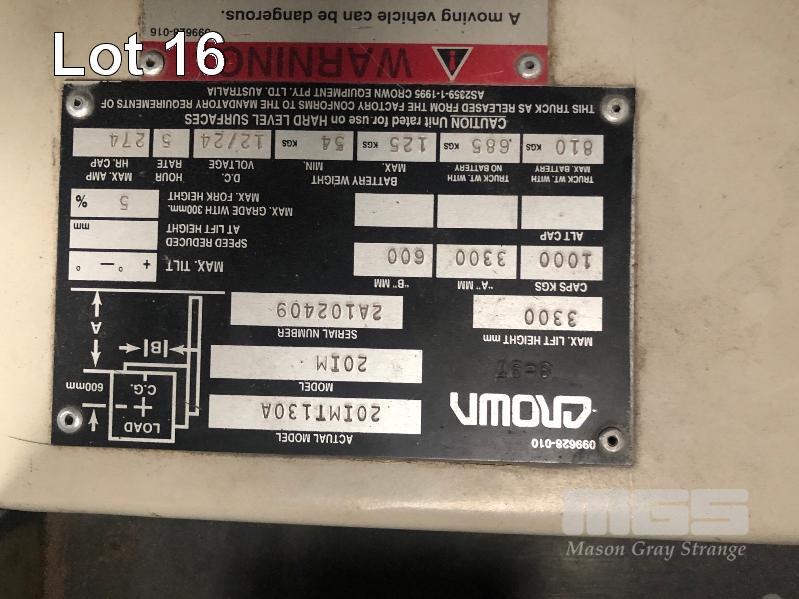 Lot 16
099628-010
CROWN
ACTUAL MODEL
20IMT130A
MODEL
20IM
SERIAL NUMBER
2A102409
MAX. LIFT HEIGHT mm
3300
LOAD
C.G.
600mm
A
B
CAPS KGS "A" MM "B" MM
1000 3300 600
ALT CAP
MAX. TILT + ° — °
SPEED REDUCED
AT LIFT HEIGHT mm
MAX. GRADE WITH 300mm.
MAX. FORK HEIGHT 5 %
TRUCK WT. WITH
MAX. BATTERY
TRUCK WT. WITH
NO BATTERY
BATTERY WEIGHT
MAX. MIN.
D.C.
VOLTAGE
HOUR
RATE
MAX. AMP
HR. CAP
810 KGS 685 KGS 125 KGS 54 KGS 12/24 5 274
CAUTION Unit rated for use on HARD LEVEL SURFACES
THIS TRUCK AS RELEASED FROM THE FACTORY CONFORMS TO THE MANDATORY REQUIREMENTS OF
AS2359-1-1995 CROWN EQUIPMENT PTY. LTD. AUSTRALIA
WARNING
A moving vehicle can be dangerous.
099628-016
MGS
Mason Gray Strange